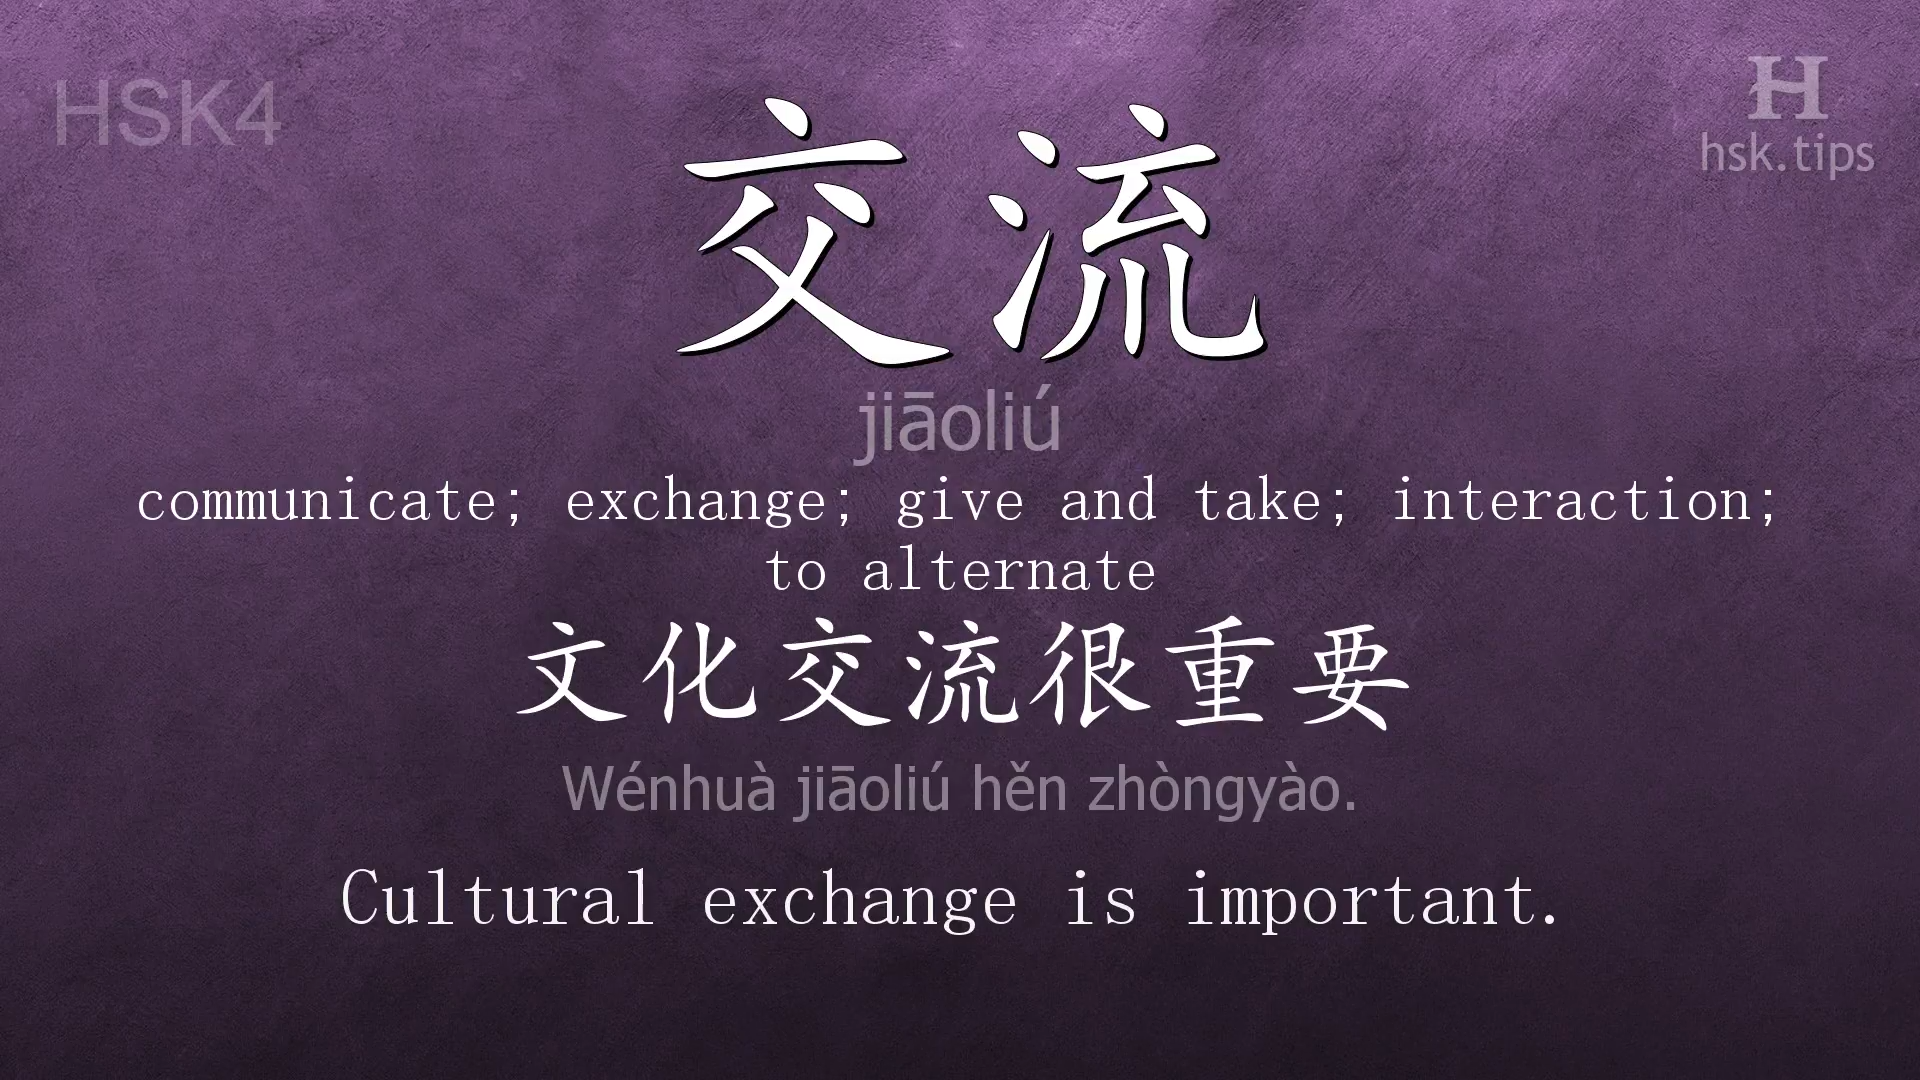 HSK4
H
hsk.tips
交流
jiāoliú
communicate; exchange; give and take; interaction;
to alternate
文化交流很重要
Wénhuà jiāoliú hěn zhòngyào.
Cultural exchange is important.